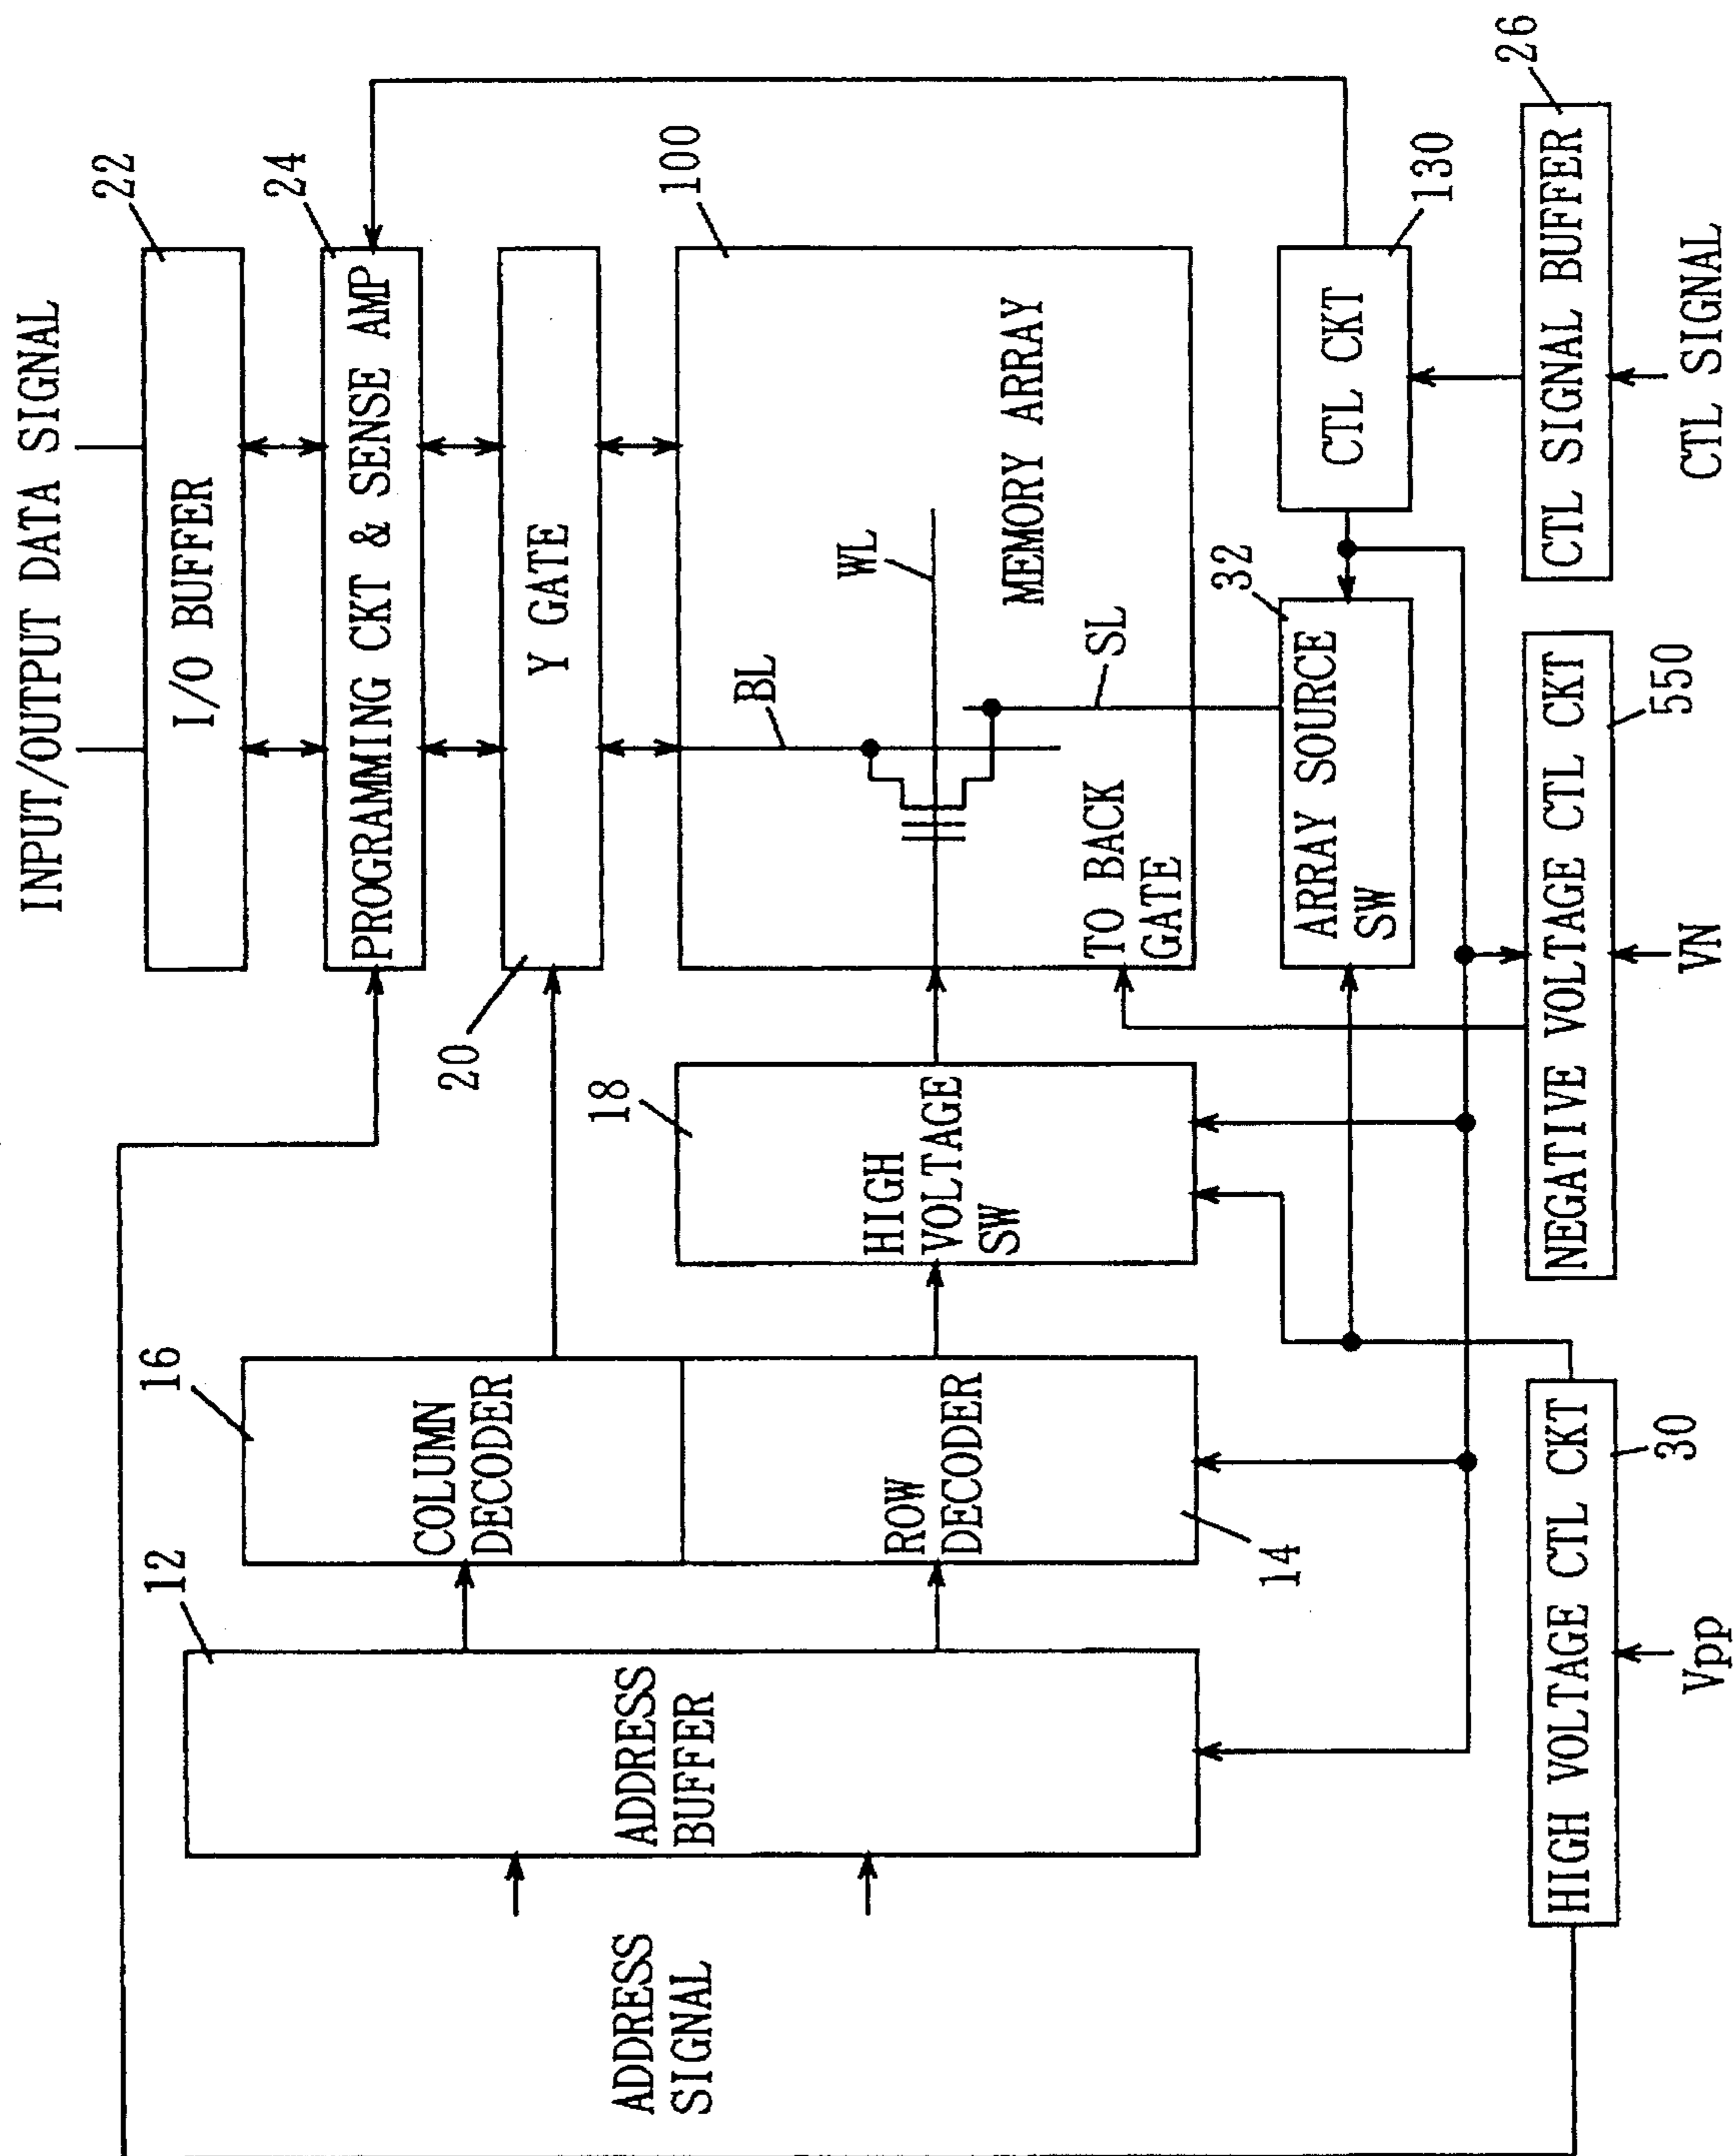 INPUT/OUTPUT DATA SIGNAL
22
I/O BUFFER
24
PROGRAMING CKT & SENSE AMP
20
Y GATE
16
COLUMN
DECODER
12
ADDRESS
BUFFER
ADDRESS
SIGNAL
ROW
DECODER
14
18
HIGH
VOLTAGE
SW
100
BL
WL
SL
MEMORY ARRAY
TO BACK
GATE
32
ARRAY SOURCE
SW
CTL CKT
130
HIGH VOLTAGE CTL CKT
30
Vpp
NEGATIVE VOLTAGE CTL CKT
550
VN
CTL SIGNAL BUFFER
26
CTL SIGNAL